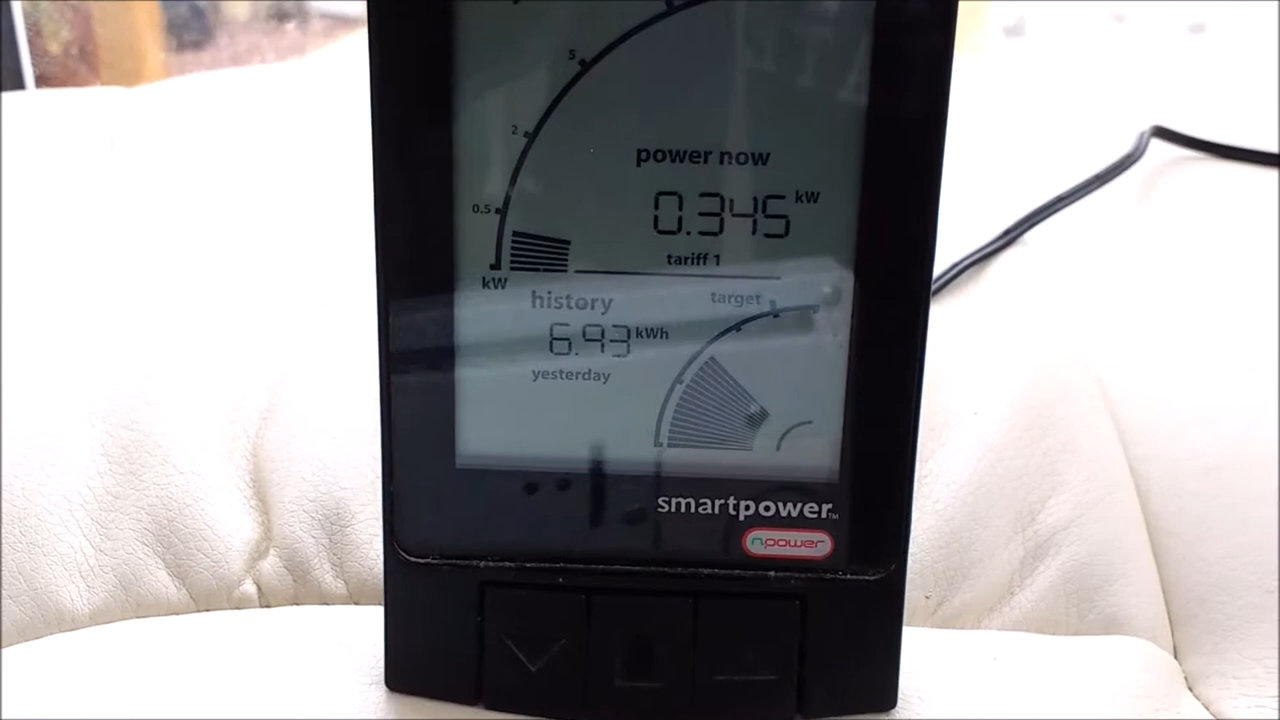 5
2
power now
0.345 kW
0.5
tariff 1
kW
history
target
6.93 kWh
yesterday
smartpower™
npower